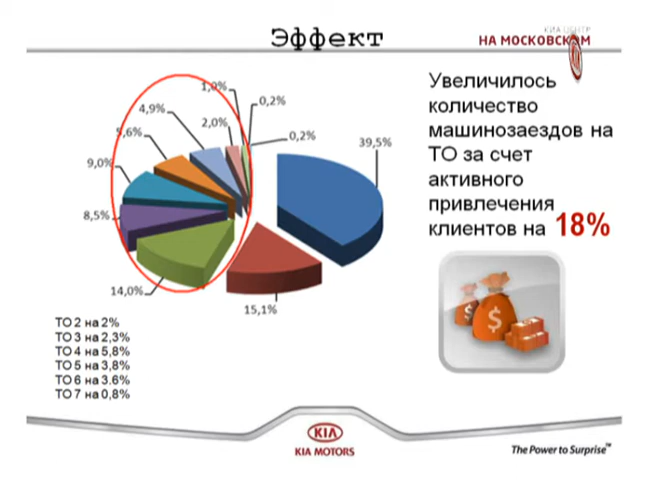 Эффект
КИА ЦЕНТР
НА МОСКОВСКОМ
Увеличилось
количество
машинозаездов на
ТО за счет
активного
привлечения
клиентов на 18%
1,0%
0,2%
4,9%
2,0%
0,2%
5,6%
39,5%
9,0%
8,5%
14,0%
15,1%
ТО 2 на 2%
ТО 3 на 2,3%
ТО 4 на 5,8%
ТО 5 на 3,8%
ТО 6 на 3.6%
ТО 7 на 0,8%
$
$
KIA
KIA MOTORS
The Power to Surprise™